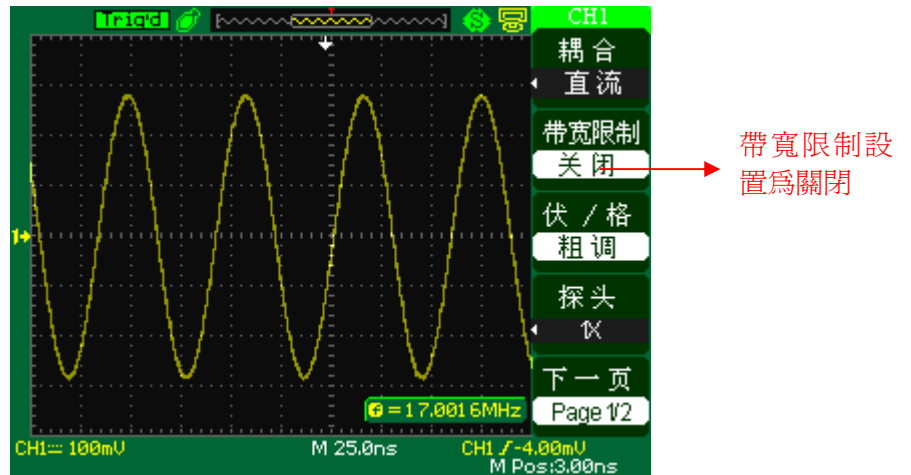 Trig'd
CH1
耦合
直流
带宽限制
关闭
伏/格
粗调
探头
1X
下一页
Page 1/2
帶寬限制設
置爲關閉
1
f = 17.0016MHz
CH1 100mV
M 25.0ns
CH1 -4.00mV
M Pos:3.00ns